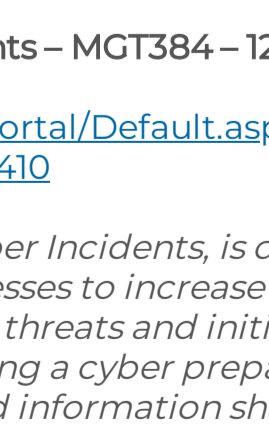 nts – MGT384 – 12
ortal/Default.asp
410
er Incidents, is
esses to increase
threats and initi
ng a cyber prepa
d information sh